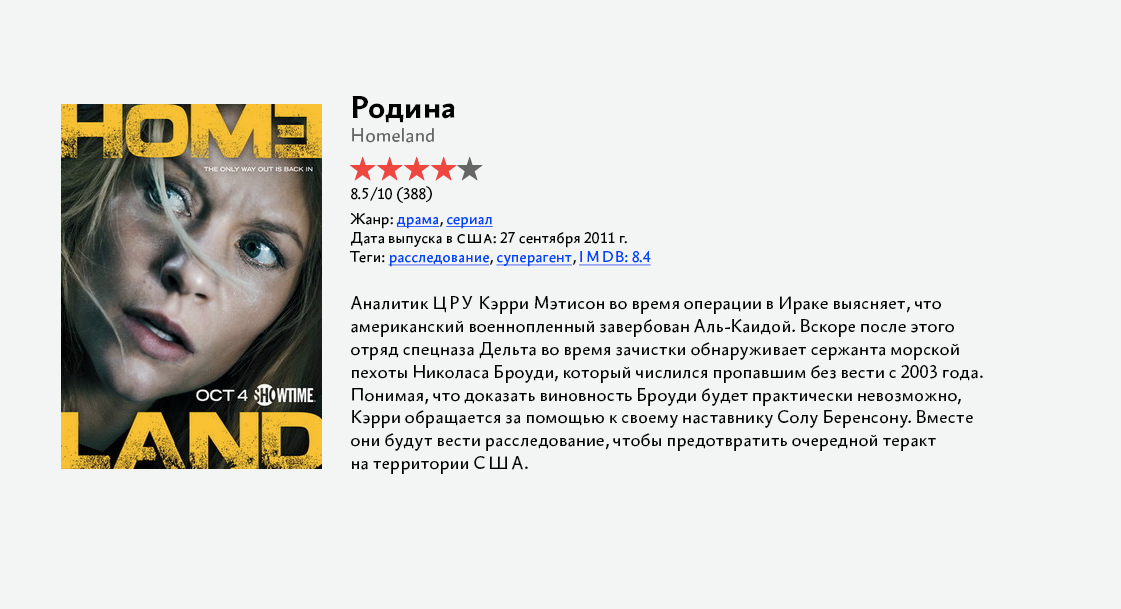 HOME
THE ONLY WAY OUT IS BACK IN
OCT 4 SHOWTIME
LAND
Родина
Homeland
8.5/10 (388)
Жанр: драма, сериал
Дата выпуска в США: 27 сентября 2011 г.
Теги: расследование, суперагент, IMDB: 8.4
Аналитик ЦРУ Кэрри Мэтисон во время операции в Ираке выясняет, что
американский военнопленный завербован Аль-Каидой. Вскоре после этого
отряд спецназа Дельта во время зачистки обнаруживает сержанта морской
пехоты Николаса Броуди, который числился пропавшим без вести с 2003 года.
Понимая, что доказать виновность Броуди будет практически невозможно,
Кэрри обращается за помощью к своему наставнику Солу Беренсону. Вместе
они будут вести расследование, чтобы предотвратить очередной теракт
на территории США.